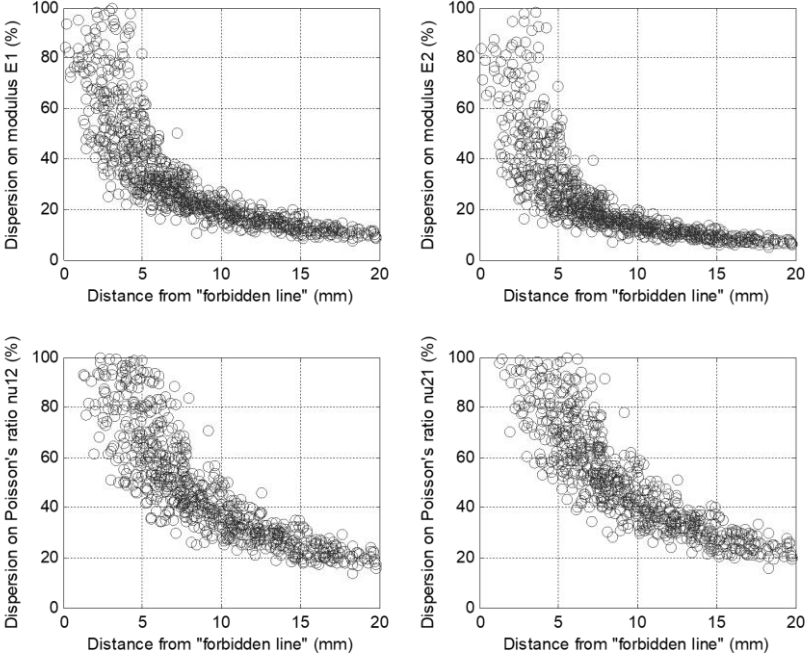 Dispersion on modulus E1 (%)
100
80
60
40
20
0
0 5 10 15 20
Distance from "forbidden line" (mm)
Dispersion on modulus E2 (%)
100
80
60
40
20
0
0 5 10 15 20
Distance from "forbidden line" (mm)
Dispersion on Poisson's ratio nu12 (%)
100
80
60
40
20
0
0 5 10 15 20
Distance from "forbidden line" (mm)
Dispersion on Poisson's ratio nu21 (%)
100
80
60
40
20
0
0 5 10 15 20
Distance from "forbidden line" (mm)